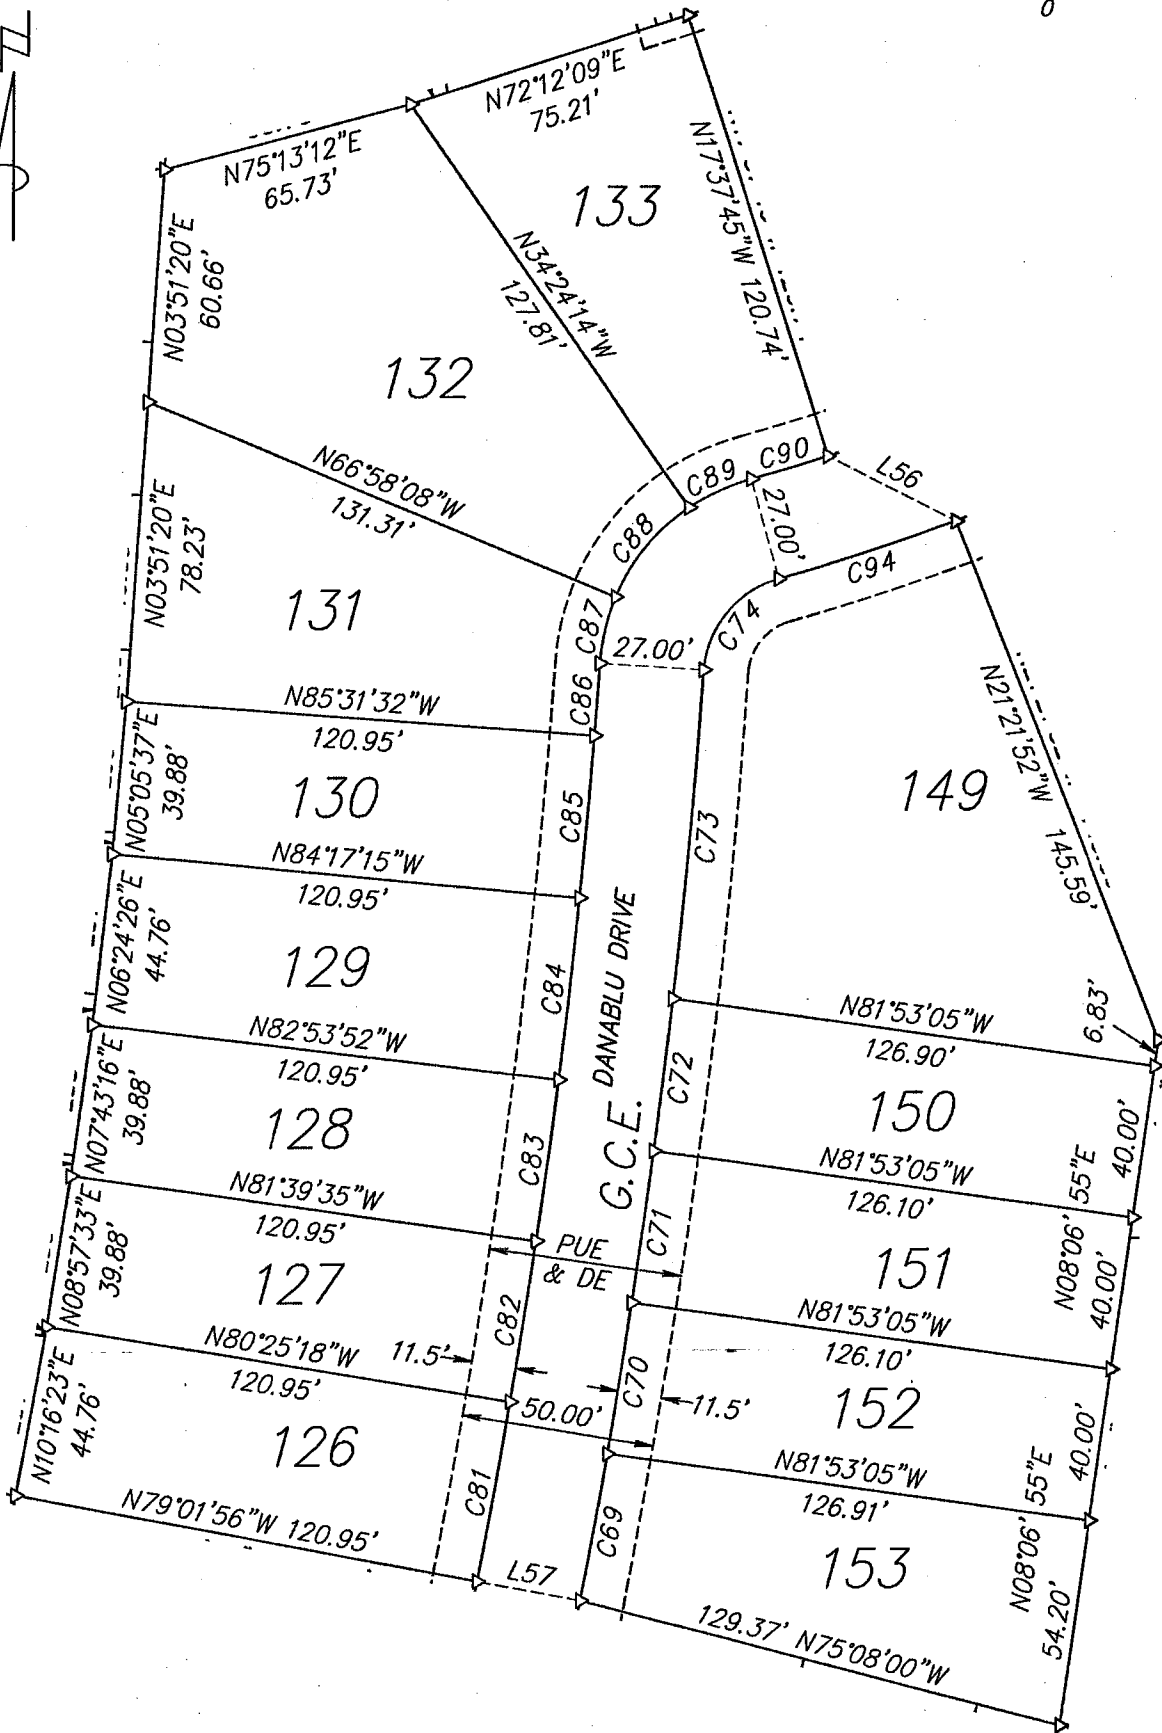 0
N72°12'09"E
75.21'
N75°13'12"E
65.73'
133
N17°37'45"W 120.74'
N34°24'14"W
127.81'
N03°51'20"E
60.66'
132
C90
C89
L56
N66°58'08"W
131.31'
C88
27.00'
N03°51'20"E
78.23'
C94
131
C87
C74
27.00'
N85°31'32"W
120.95'
C86
N21°21'52"W 145.59'
N05°05'37"E
39.88'
130
C85
C73
149
N84°17'15"W
120.95'
N06°24'26"E
44.76'
129
C84
DANABLU DRIVE
N81°53'05"W
126.90'
6.83'
N82°53'52"W
120.95'
C72
N07°43'16"E
39.88'
128
C83
G.C.E.
150
40.00'
N81°53'05"W
126.10'
N81°39'35"W
120.95'
C71
PUE
& DE
N08°57'33"E
39.88'
127
151
N08°06'55"E
40.00'
C82
N81°53'05"W
126.10'
N80°25'18"W
120.95'
11.5'
C70
152
50.00'
11.5'
N10°16'23"E
44.76'
126
40.00'
N81°53'05"W
126.91'
C81
N79°01'56"W 120.95'
C69
153
N08°06'55"E
54.20'
L57
129.37' N75°08'00"W